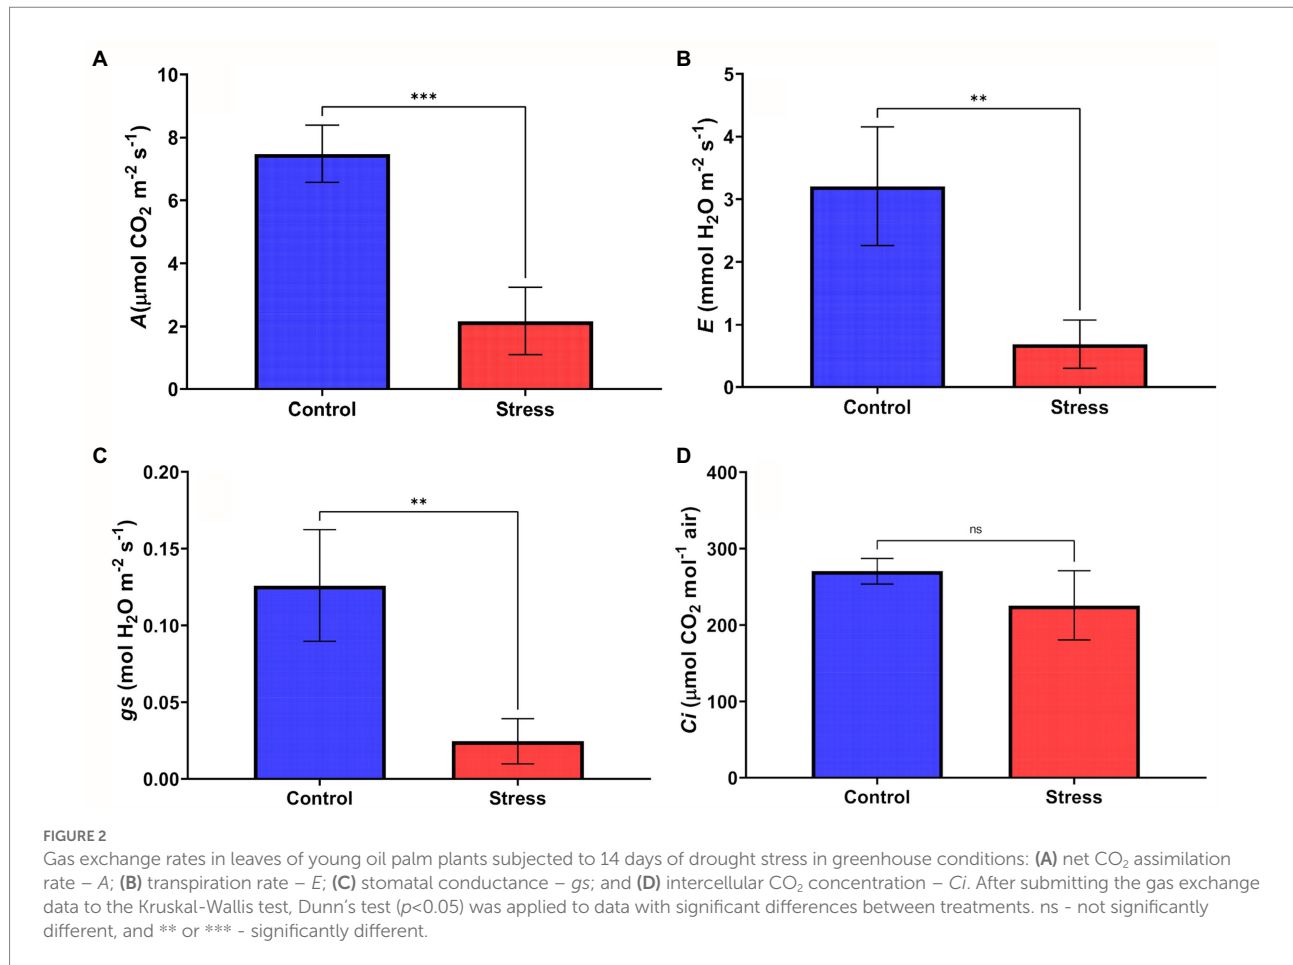 A
10
8
6
4
2
0
A(μmol CO₂ m⁻² s⁻¹)
***
Control Stress
B
5
4
3
2
1
0
E (mmol H₂O m⁻² s⁻¹)
**
Control Stress
C
0.20
0.15
0.10
0.05
0.00
gs (mol H₂O m⁻² s⁻¹)
**
Control Stress
D
400
300
200
100
0
Ci (μmol CO₂ mol⁻¹ air)
ns
Control Stress
FIGURE 2
Gas exchange rates in leaves of young oil palm plants subjected to 14 days of drought stress in greenhouse conditions: (A) net CO₂ assimilation
rate – A; (B) transpiration rate – E; (C) stomatal conductance – gs; and (D) intercellular CO₂ concentration – Ci. After submitting the gas exchange
data to the Kruskal-Wallis test, Dunn's test (p<0.05) was applied to data with significant differences between treatments. ns - not significantly
different, and ** or *** - significantly different.